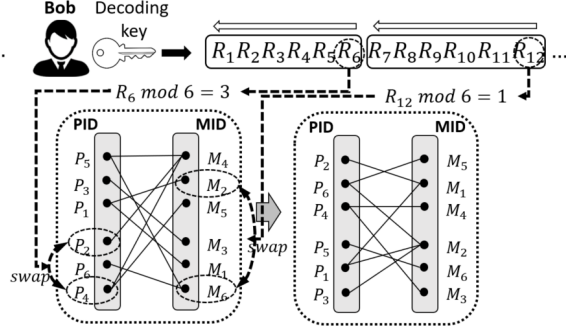 Bob
Decoding
key
R1R2R3R4R5R6 R7R8R9R10R11R12 ...
R6 mod 6 = 3
R12 mod 6 = 1
PID MID
P5 M4
P3 M2
P1 M5
P2 M3
P6 M1
P4 M6
swap
swap
PID MID
P2 M5
P6 M1
P4 M4
P5 M2
P1 M6
P3 M3